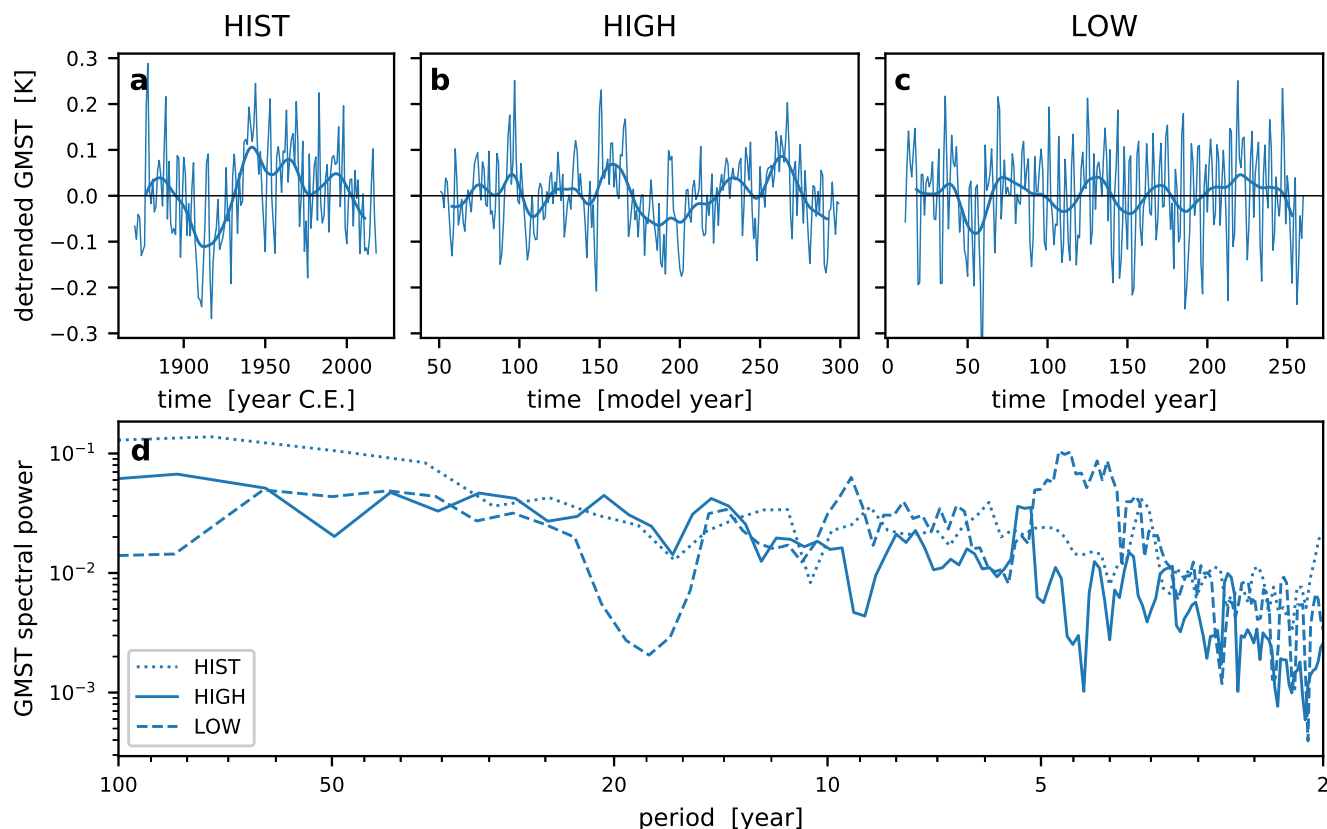 HIST HIGH LOW
a b c
detrended GMST [K]
0.3
0.2
0.1
0.0
−0.1
−0.2
−0.3
1900 1950 2000 50 100 150 200 250 300 0 50 100 150 200 250
time [year C.E.] time [model year] time [model year]
d
GMST spectral power
10⁻¹
10⁻²
10⁻³
HIST
HIGH
LOW
100 50 20 10 5 2
period [year]